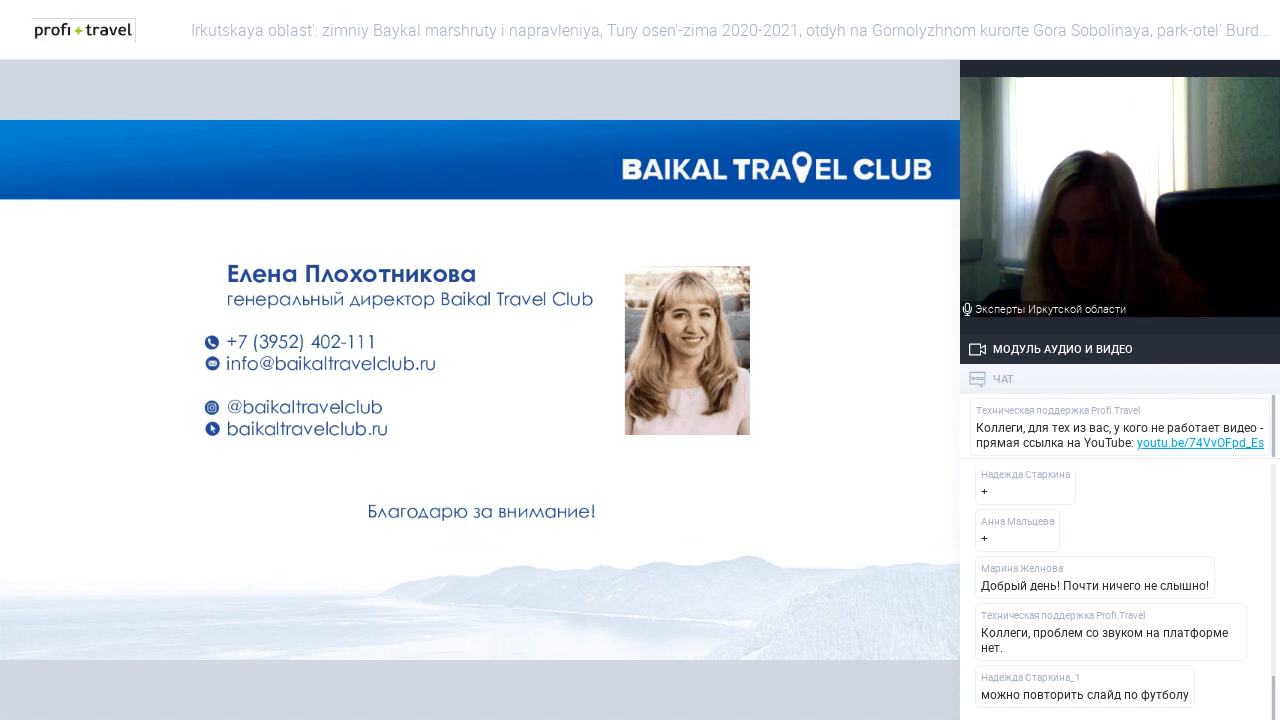 profi + travel
Irkutskaya oblast': zimniy Baykal marshruty i napravleniya, Tury osen'-zima 2020-2021, otdyh na Gornolyzhnom kurorte Gora Sobolinaya, park-otel' Burd...
BAIKAL TRAVEL CLUB
Елена Плохотникова
генеральный директор Baikal Travel Club
+7 (3952) 402-111
info@baikaltravelclub.ru
@baikaltravelclub
baikaltravelclub.ru
Благодарю за внимание!
Эксперты Иркутской области
МОДУЛЬ АУДИО И ВИДЕО
ЧАТ
Техническая поддержка Profi.Travel
Коллеги, для тех из вас, у кого не работает видео -
прямая ссылка на YouTube: youtu.be/74VvOFpd_Es
Надежда Старкина
+
Анна Мальцева
+
Марина Желнова
Добрый день! Почти ничего не слышно!
Техническая поддержка Profi.Travel
Коллеги, проблем со звуком на платформе
нет.
Надежда Старкина_1
можно повторить слайд по футболу